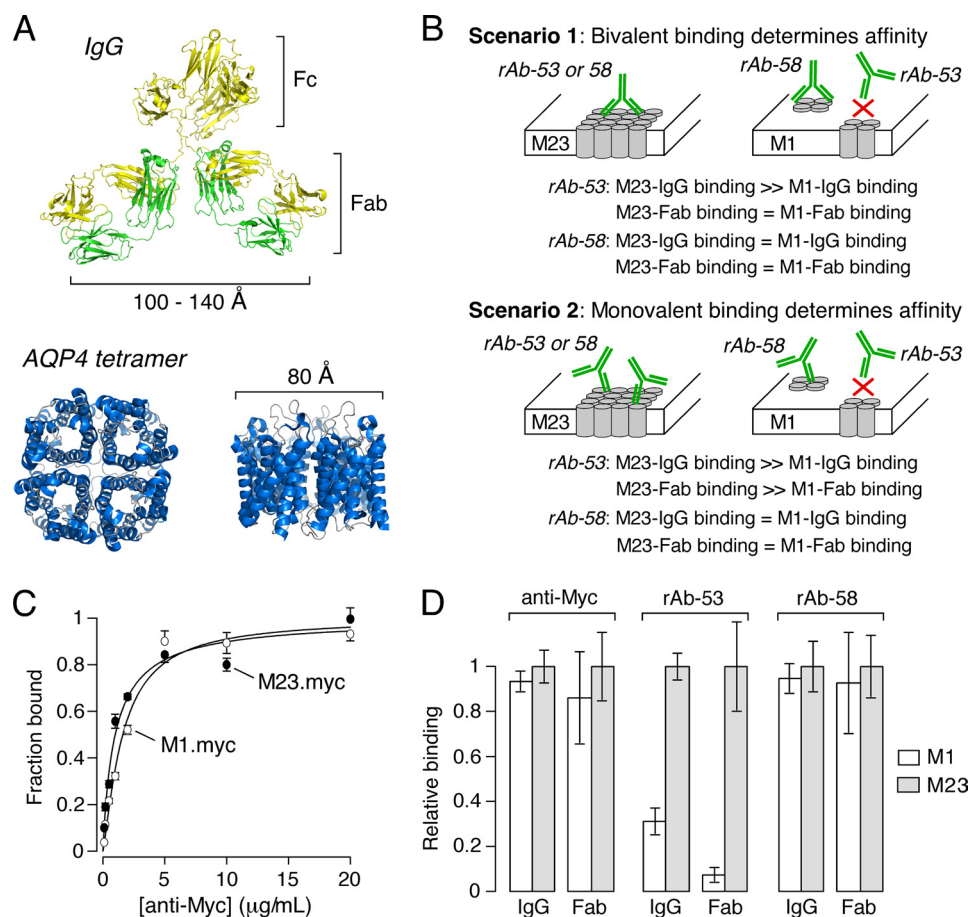 A
IgG
Fc
Fab
100 - 140 Å
AQP4 tetramer
80 Å
B
Scenario 1: Bivalent binding determines affinity
rAb-53 or 58
rAb-58
rAb-53
M23
M1
rAb-53: M23-IgG binding >> M1-IgG binding
M23-Fab binding = M1-Fab binding
rAb-58: M23-IgG binding = M1-IgG binding
M23-Fab binding = M1-Fab binding
Scenario 2: Monovalent binding determines affinity
rAb-53 or 58
rAb-58
rAb-53
M23
M1
rAb-53: M23-IgG binding >> M1-IgG binding
M23-Fab binding >> M1-Fab binding
rAb-58: M23-IgG binding = M1-IgG binding
M23-Fab binding = M1-Fab binding
C
Fraction bound
1
0.8
0.6
0.4
0.2
0
5
10
15
20
M23.myc
M1.myc
[anti-Myc] (µg/mL)
D
anti-Myc
rAb-53
rAb-58
Relative binding
1
0.8
0.6
0.4
0.2
0
M1
M23
IgG
Fab
IgG
Fab
IgG
Fab